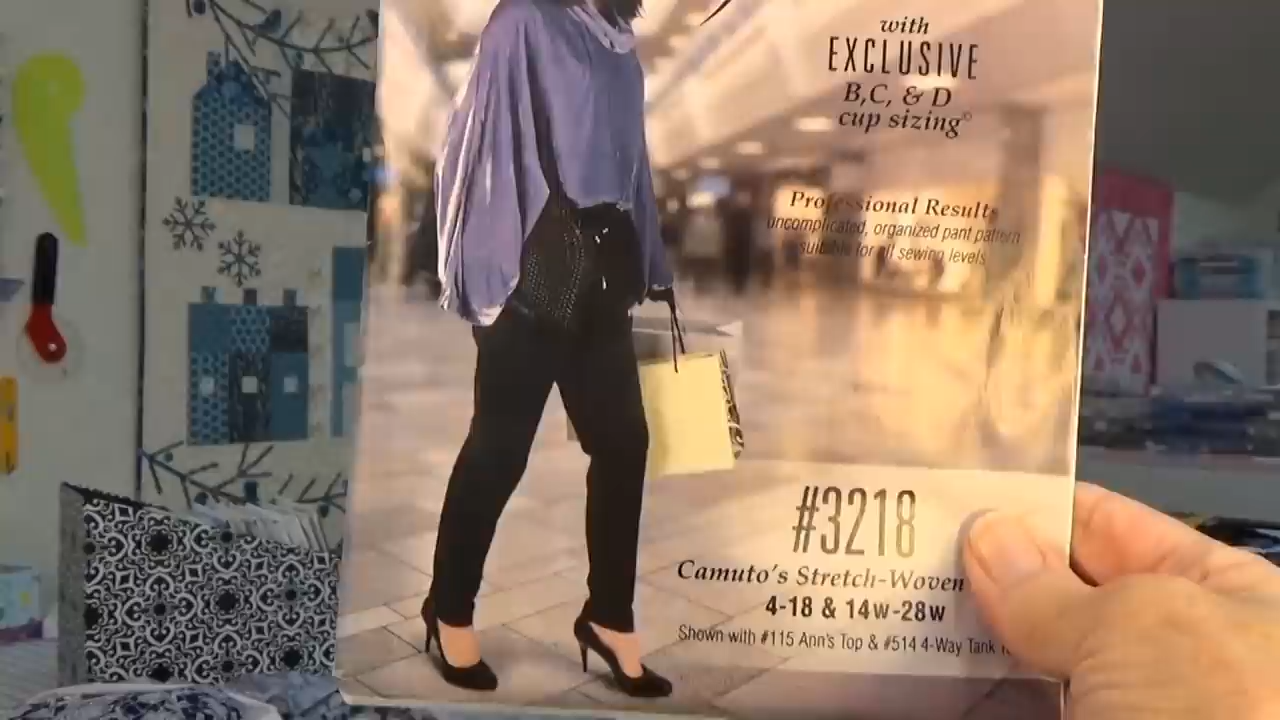 with
EXCLUSIVE
B,C, & D
cup sizing©
Professional Results
uncomplicated, organized pant pattern
suitable for all sewing levels
#3218
Camuto's Stretch-Woven
4-18 & 14w-28w
Shown with #115 Ann's Top & #514 4-Way Tank